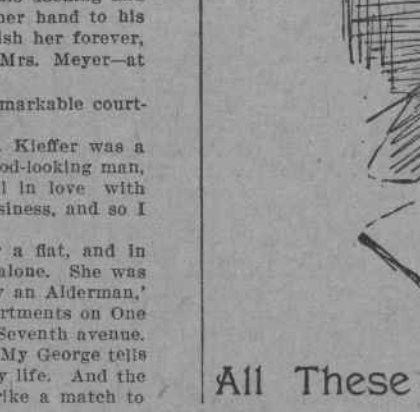 her hand to his
ish her forever,
Mrs. Meyer—at
markable court-
. Kieffer was a
od-looking man,
l in love with
siness, and so I
a flat, and in
alone. She was
y an Alderman,'
rtments on One
Seventh avenue.
My George tells
y life. And the
rike a match to
All These